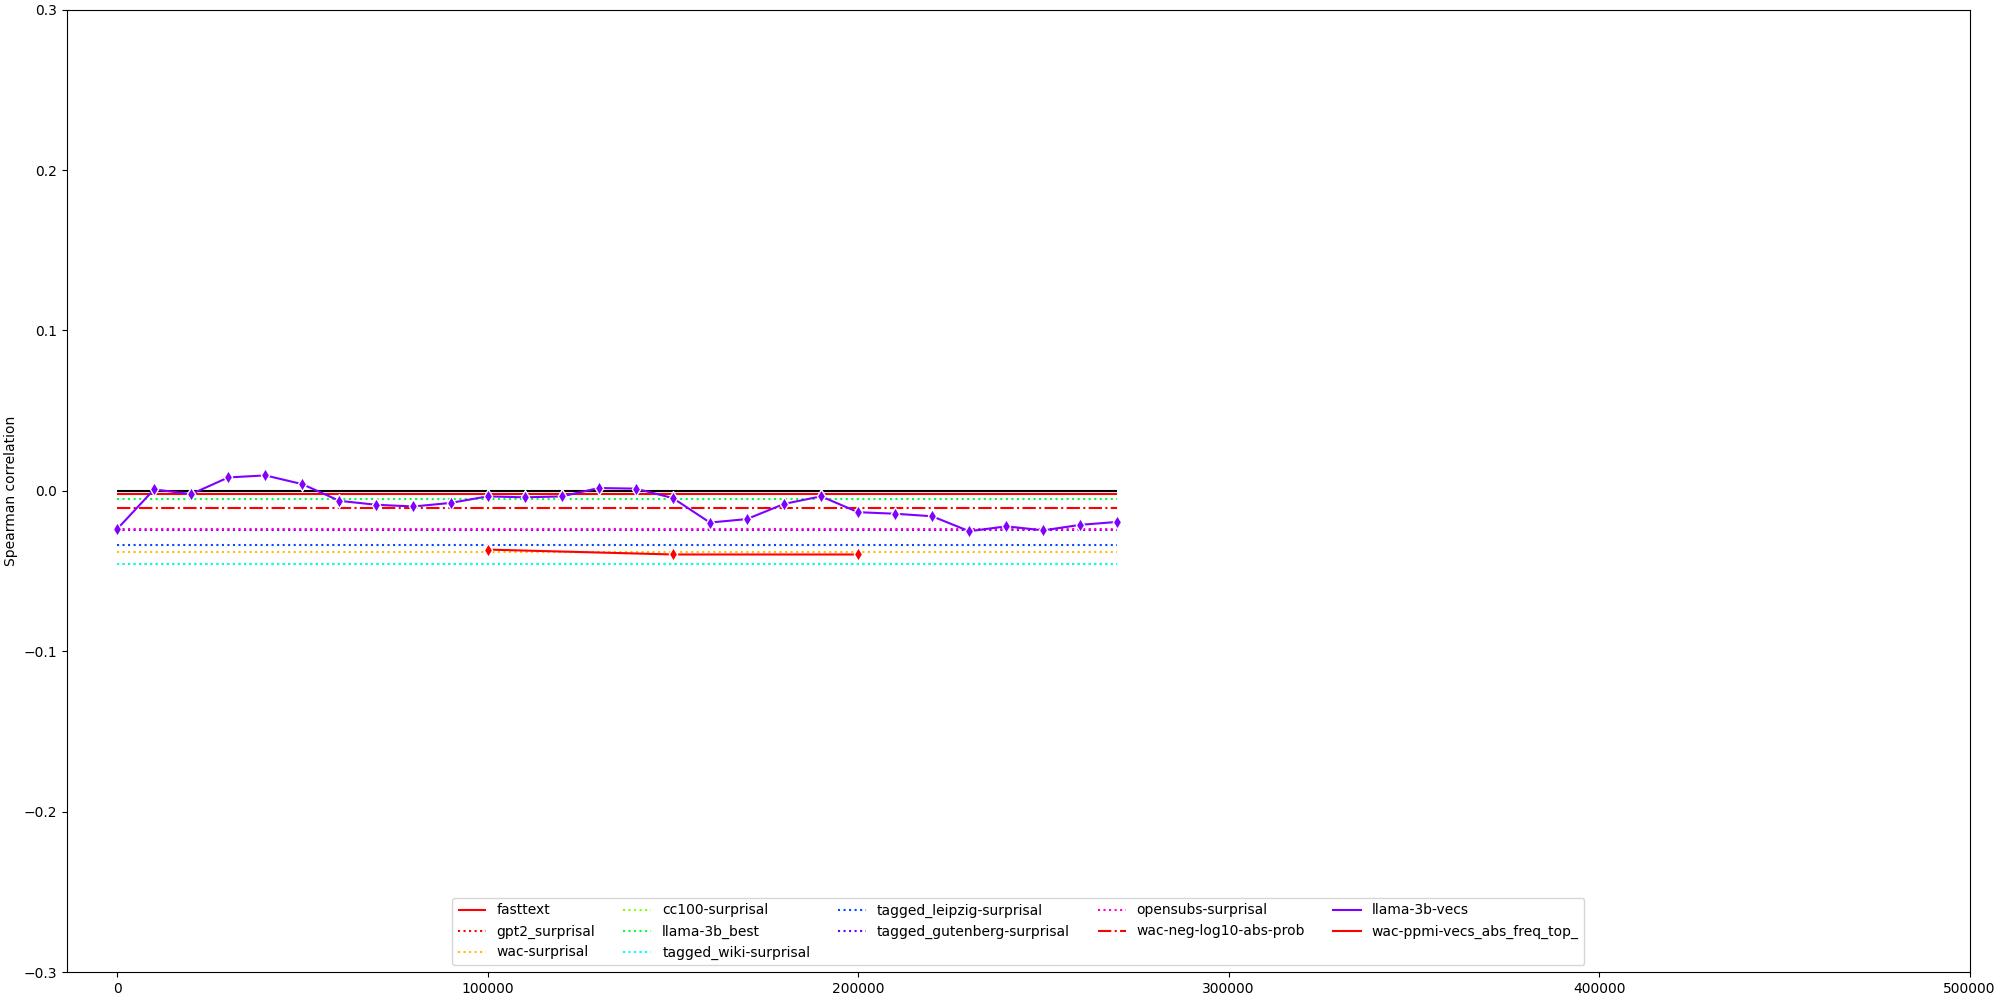 0.3
0.2
0.1
0.0
−0.1
−0.2
−0.3
Spearman correlation
fasttext
gpt2_surprisal
wac-surprisal
cc100-surprisal
llama-3b_best
tagged_wiki-surprisal
tagged_leipzig-surprisal
tagged_gutenberg-surprisal
opensubs-surprisal
wac-neg-log10-abs-prob
llama-3b-vecs
wac-ppmi-vecs_abs_freq_top_
0 100000 200000 300000 400000 500000